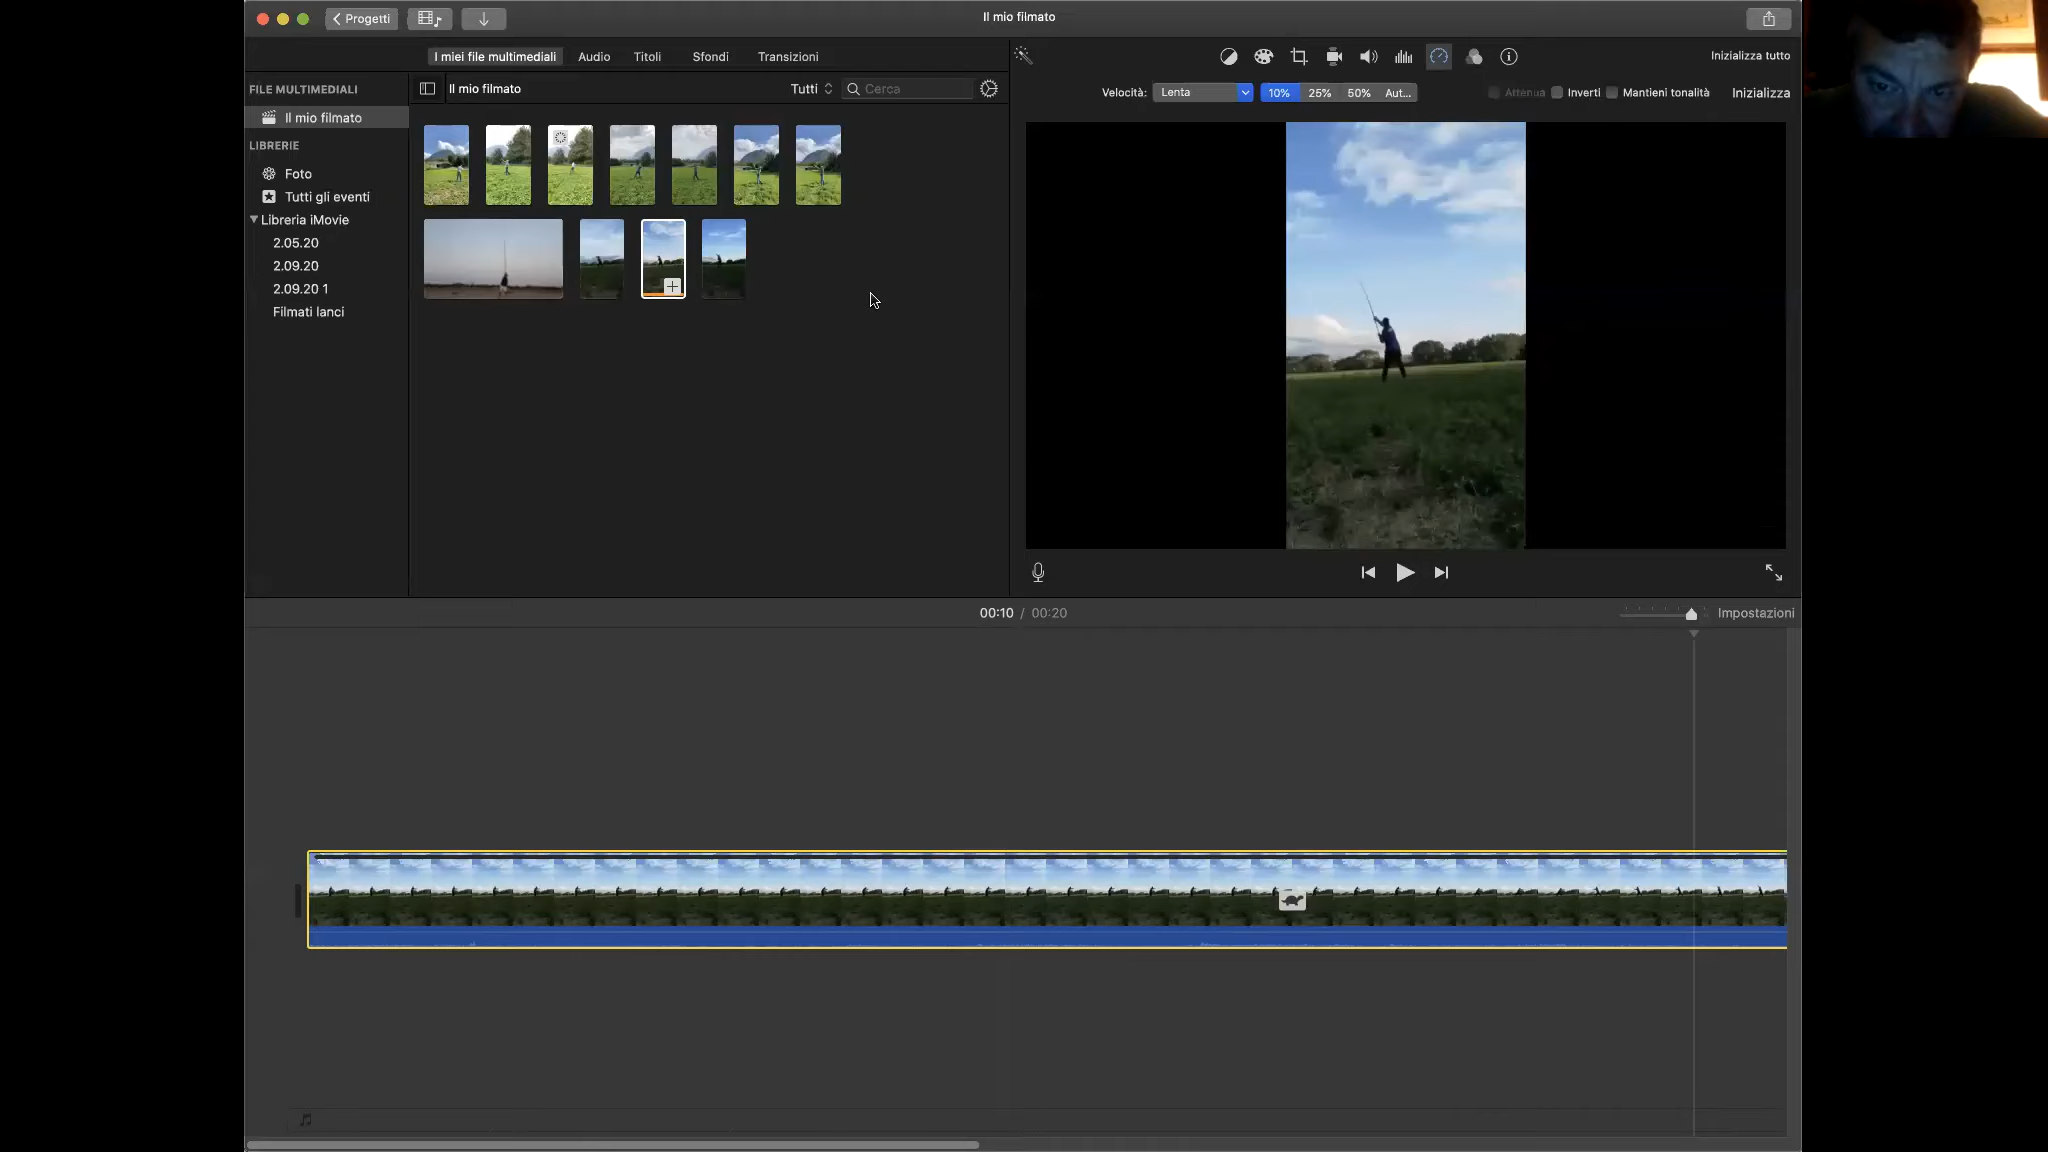 Progetti
Il mio filmato
I miei file multimediali Audio Titoli Sfondi Transizioni
Inizializza tutto
FILE MULTIMEDIALI
Il mio filmato
Tutti
Cerca
Velocità: Lenta 10% 25% 50% Aut... Attenua Inverti Mantieni tonalità Inizializza
Il mio filmato
LIBRERIE
Foto
Tutti gli eventi
Libreria iMovie
2.05.20
2.09.20
2.09.20 1
Filmati lanci
00:10 / 00:20
Impostazioni